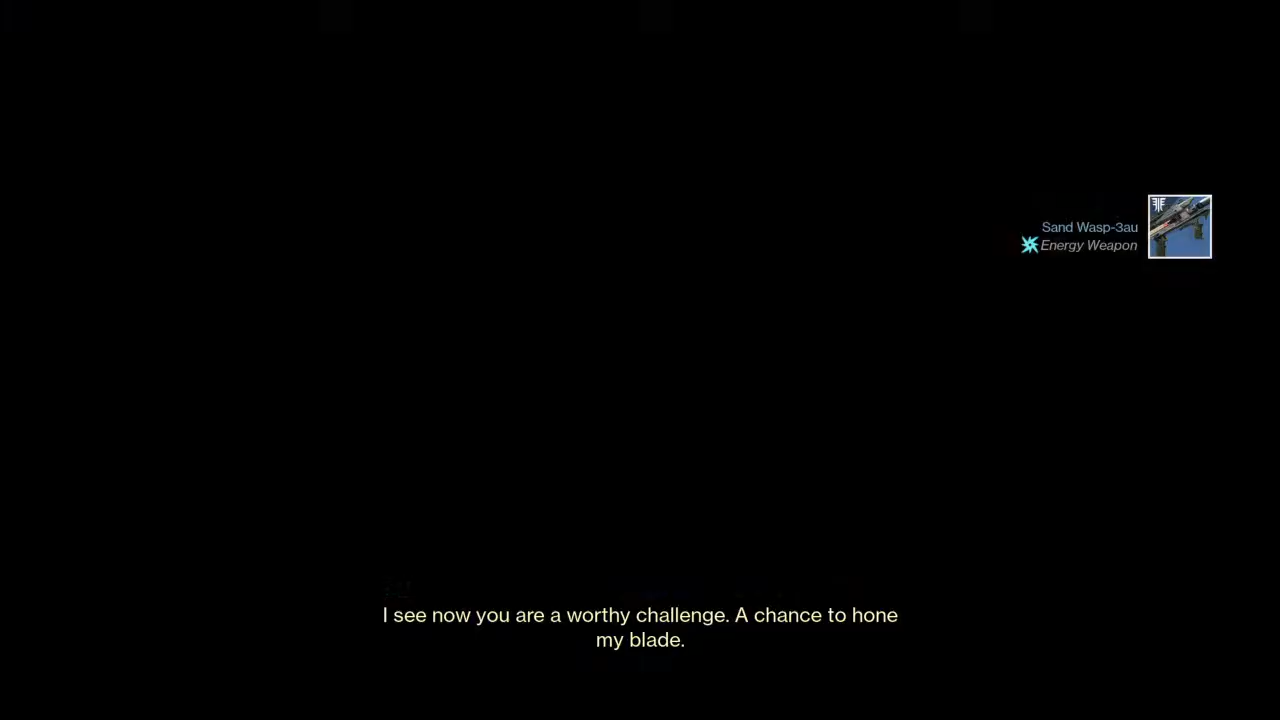 Sand Wasp-3au
Energy Weapon
I see now you are a worthy challenge. A chance to hone
my blade.